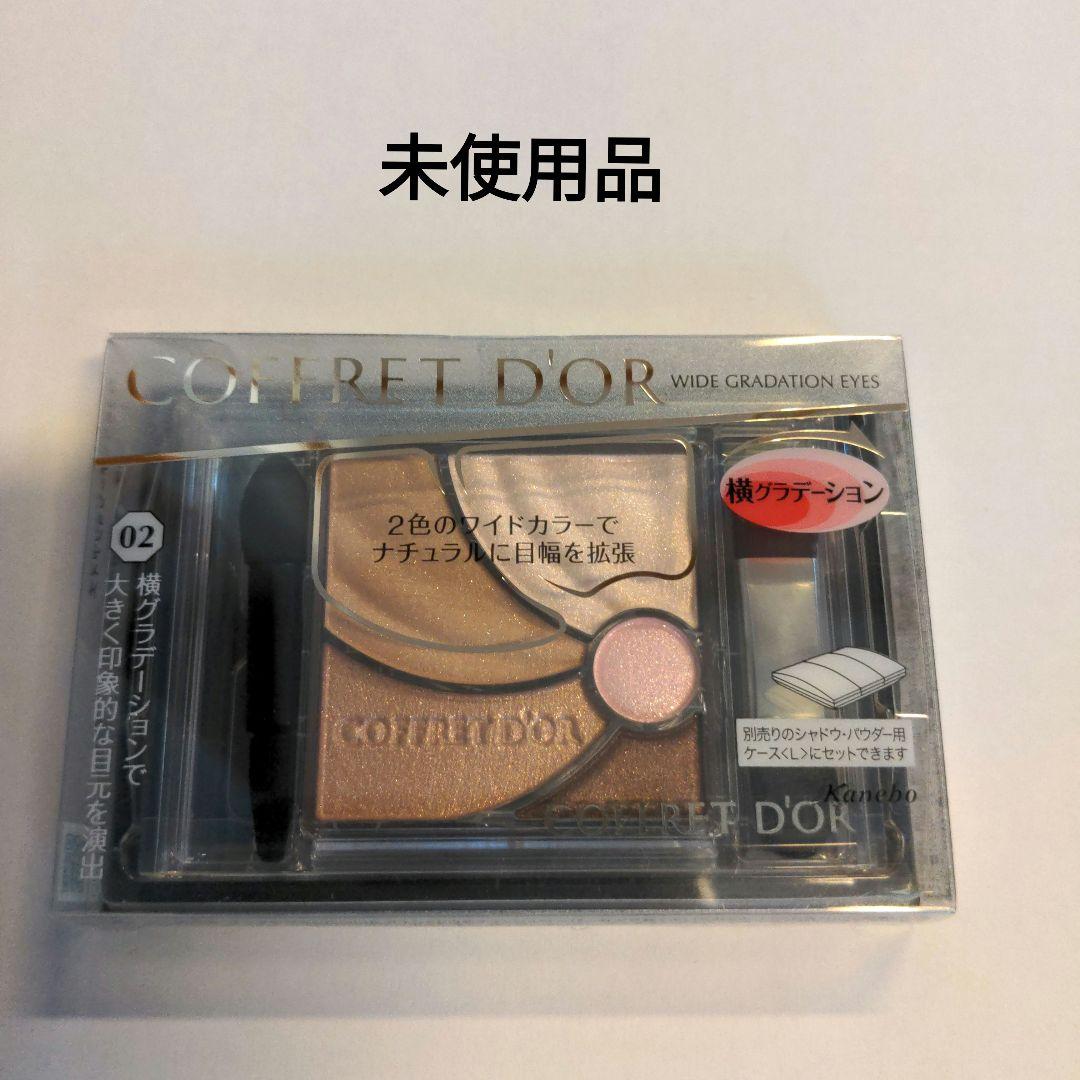 未使用品
COFFRET D'OR WIDE GRADATION EYES
横グラデーション
2色のワイドカラーで
ナチュラルに目幅を拡張
02
横グラデーションで
大きく印象的な目元を演出
COFFRET D'OR
別売りのシャドウ・パウダー用
ケース<L>にセットできます
Kanebo
COFFRET D'OR